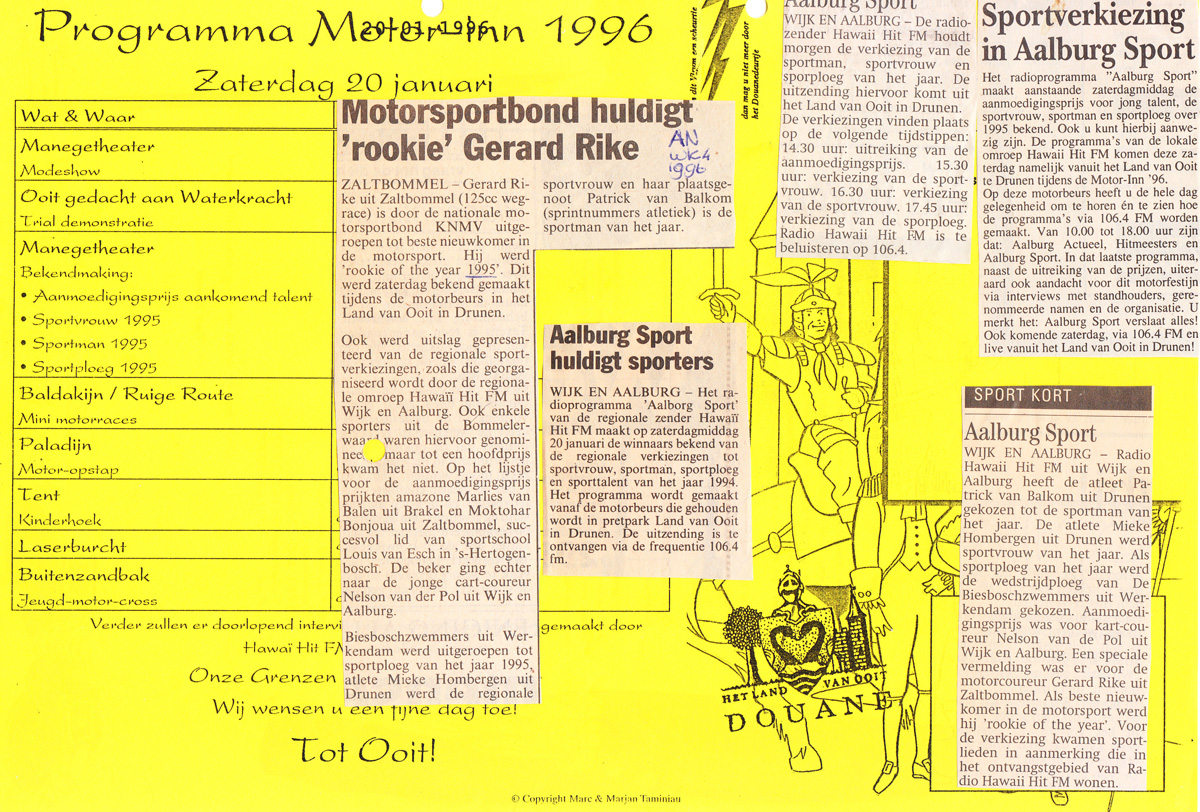 Programma Motor-Inn 1996
20-01-1996
Zaterdag 20 januari
Wat & Waar
Manegetheater
Modeshow
Ooit gedacht aan Waterkracht
Trial demonstratie
Manegetheater
Bekendmaking:
• Aanmoedigingsprijs aankomend talent
• Sportvrouw 1995
• Sportman 1995
• Sportploeg 1995
Baldakijn / Ruige Route
Mini motorraces
Paladijn
Motor-opstap
Tent
Kinderhoek
Laserburcht
Buitenzandbak
Jeugd-motor-cross
Verder zullen er doorlopend intervi
gemaakt door
Hawaï Hit FM
Onze Grenzen
Wij wensen u een fijne dag toe!
Tot Ooit!
Motorsportbond huldigt
'rookie' Gerard Rike
AN
wk4
1996
ZALTBOMMEL – Gerard Ri-
ke uit Zaltbommel (125cc weg-
race) is door de nationale mo-
torsportbond KNMV uitge-
roepen tot beste nieuwkomer in
de motorsport. Hij werd
'rookie of the year 1995'. Dit
werd zaterdag bekend gemaakt
tijdens de motorbeurs in het
Land van Ooit in Drunen.
Ook werd uitslag gepresen-
teerd van de regionale sport-
verkiezingen, zoals die georga-
niseerd wordt door de regiona-
le omroep Hawaïï Hit FM uit
Wijk en Aalburg. Ook enkele
sporters uit de Bommeler-
waard waren hiervoor genomi-
nee maar tot een hoofdprijs
kwam het niet. Op het lijstje
voor de aanmoedigingsprijs
prijkten amazone Marlies van
Balen uit Brakel en Moktohar
Bonjoua uit Zaltbommel, suc-
cesvol lid van sportschool
Louis van Esch in 's-Hertogen-
bosch. De beker ging echter
naar de jonge cart-coureur
Nelson van der Pol uit Wijk en
Aalburg.
Biesboschzwemmers uit Wer-
kendam werd uitgeroepen tot
sportploeg van het jaar 1995,
atlete Mieke Hombergen uit
Drunen werd de regionale
sportvrouw en haar plaatsge-
noot Patrick van Balkom
(sprintnummers atletiek) is de
sportman van het jaar.
Aalburg Sport
huldigt sporters
WIJK EN AALBURG – Het ra-
dioprogramma 'Aalborg Sport'
van de regionale zender Hawaïï
Hit FM maakt op zaterdagmiddag
20 januari de winnaars bekend van
de regionale verkiezingen tot
sportvrouw, sportman, sportploeg
en sporttalent van het jaar 1994.
Het programma wordt gemaakt
vanaf de motorbeurs die gehouden
wordt in pretpark Land van Ooit
in Drunen. De uitzending is te
ontvangen via de frequentie 106.4
fm.
dan mag u niet meer door
het Douanedeurtje
Aalburg Sport
WIJK EN AALBURG – De radio-
zender Hawaii Hit FM houdt
morgen de verkiezing van de
sportman, sportvrouw en
sporploeg van het jaar. De
uitzending hiervoor komt uit
het Land van Ooit in Drunen.
De verkiezingen vinden plaats
op de volgende tijdstippen:
14.30 uur: uitreiking van de
aanmoedigingsprijs. 15.30
uur: verkiezing van de sport-
vrouw. 16.30 uur: verkiezing
van de sportvrouw. 17.45 uur:
verkiezing van de sporploeg.
Radio Hawaii Hit FM is te
beluisteren op 106.4.
Sportverkiezing
in Aalburg Sport
Het radioprogramma "Aalburg Sport"
maakt aanstaande zaterdagmiddag de
aanmoedigingsprijs voor jong talent, de
sportvrouw, sportman en sportploeg over
1995 bekend. Ook u kunt hierbij aanwe-
zig zijn. De programma's van de lokale
omroep Hawaii Hit FM komen deze za-
terdag namelijk vanuit het Land van Ooit
te Drunen tijdens de Motor-Inn '96.
Op deze motorbeurs heeft u de hele dag
gelegenheid om te horen én te zien hoe
de programma's via 106.4 FM worden
gemaakt. Van 10.00 tot 18.00 uur zijn
dat: Aalburg Actueel, Hitmeesters en
Aalburg Sport. In dat laatste programma,
naast de uitreiking van de prijzen, uiter-
aard ook aandacht voor dit motorfestijn
via interviews met standhouders, gere-
nommeerde namen en de organisatie. U
merkt het: Aalburg Sport verslaat alles!
Ook komende zaterdag, via 106.4 FM en
live vanuit het Land van Ooit in Drunen!
SPORT KORT
Aalburg Sport
WIJK EN AALBURG – Radio
Hawaii Hit FM uit Wijk en
Aalburg heeft de atleet Pa-
trick van Balkom uit Drunen
gekozen tot de sportman van
het jaar. De atlete Mieke
Hombergen uit Drunen werd
sportvrouw van het jaar. Als
sportploeg van het jaar werd
de wedstrijdploeg van De
Biesboschzwemmers uit Wer-
kendam gekozen. Aanmoedi-
gingsprijs was voor kart-cou-
reur Nelson van de Pol uit
Wijk en Aalburg. Een speciale
vermelding was er voor de
motorcoureur Gerard Rike uit
Zaltbommel. Als beste nieuw-
komer in de motorsport werd
hij 'rookie of the year'. Voor
de verkiezing kwamen sport-
lieden in aanmerking die in
het ontvangstgebied van Ra-
dio Hawaii Hit FM wonen.
HET LAND VAN OOIT
DOUANE
© Copyright Marc & Marjan Taminiau